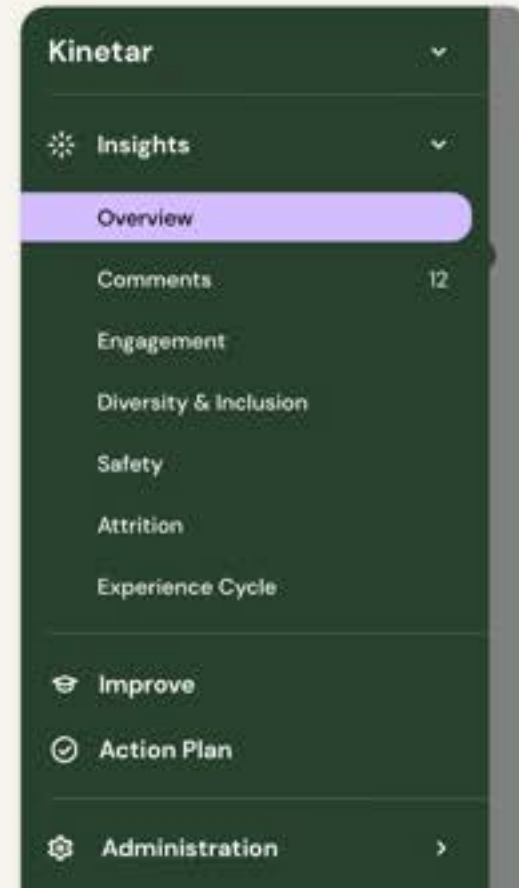 Kinetar
Insights
Overview
Comments 12
Engagement
Diversity & Inclusion
Safety
Attrition
Experience Cycle
Improve
Action Plan
Administration